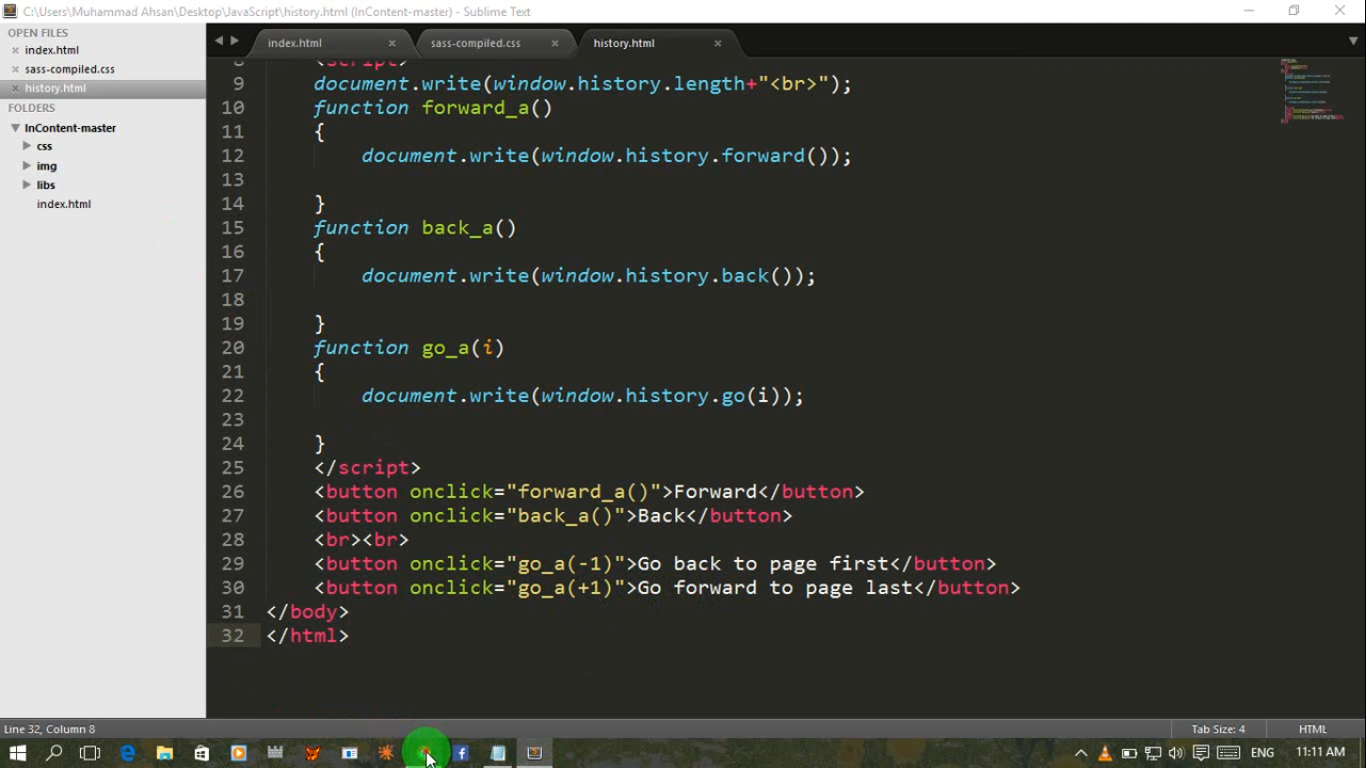 C:\Users\Muhammad Ahsan\Desktop\JavaScript\history.html (InContent-master) - Sublime Text
OPEN FILES
index.html
sass-compiled.css
history.html
FOLDERS
InContent-master
css
img
libs
index.html
index.html sass-compiled.css history.html
8 <script>
9 document.write(window.history.length+"<br>");
10 function forward_a()
11 {
12 document.write(window.history.forward());
13
14 }
15 function back_a()
16 {
17 document.write(window.history.back());
18
19 }
20 function go_a(i)
21 {
22 document.write(window.history.go(i));
23
24 }
25 </script>
26 <button onclick="forward_a()">Forward</button>
27 <button onclick="back_a()">Back</button>
28 <br><br>
29 <button onclick="go_a(-1)">Go back to page first</button>
30 <button onclick="go_a(+1)">Go forward to page last</button>
31 </body>
32 </html>
Line 32, Column 8 Tab Size: 4 HTML
ENG 11:11 AM